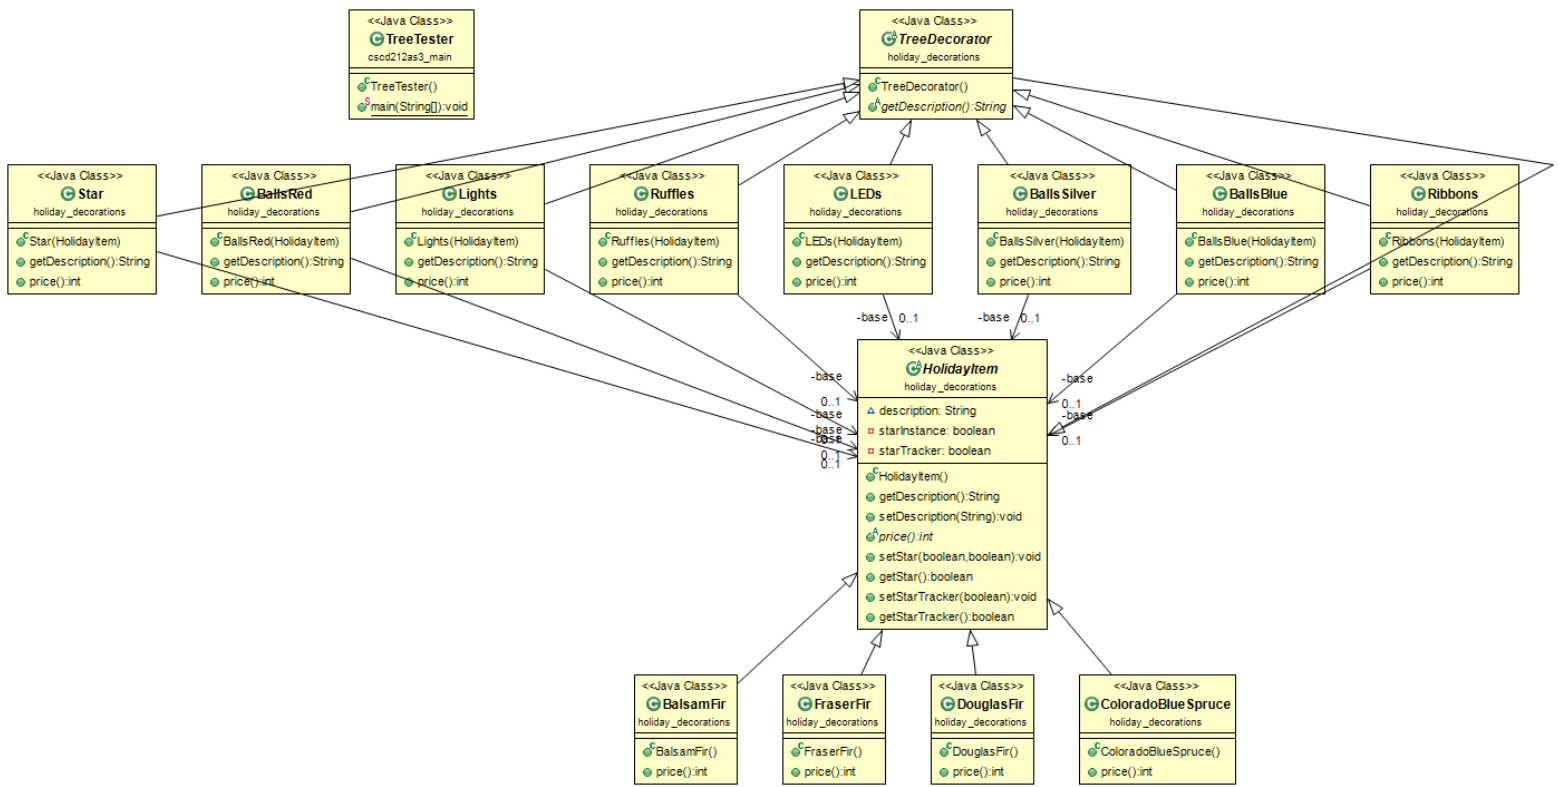 <<Java Class>>
TreeTester
cscd212as3_main
TreeTester()
main(String[]):void
<<Java Class>>
TreeDecorator
holiday_decorations
TreeDecorator()
getDescription():String
<<Java Class>>
Star
holiday_decorations
Star(HolidayItem)
getDescription():String
price():int
<<Java Class>>
BallsRed
holiday_decorations
BallsRed(HolidayItem)
getDescription():String
price():int
<<Java Class>>
Lights
holiday_decorations
Lights(HolidayItem)
getDescription():String
price():int
<<Java Class>>
Ruffles
holiday_decorations
Ruffles(HolidayItem)
getDescription():String
price():int
<<Java Class>>
LEDs
holiday_decorations
LEDs(HolidayItem)
getDescription():String
price():int
<<Java Class>>
BallsSilver
holiday_decorations
BallsSilver(HolidayItem)
getDescription():String
price():int
<<Java Class>>
BallsBlue
holiday_decorations
BallsBlue(HolidayItem)
getDescription():String
price():int
<<Java Class>>
Ribbons
holiday_decorations
Ribbons(HolidayItem)
getDescription():String
price():int
-base 0..1
-base 0..1
-base
0..1
-base
0..1
-base
0..1
-base
0..1
-base
0..1
-base
0..1
<<Java Class>>
HolidayItem
holiday_decorations
description: String
starInstance: boolean
starTracker: boolean
HolidayItem()
getDescription():String
setDescription(String):void
price():int
setStar(boolean,boolean):void
getStar():boolean
setStarTracker(boolean):void
getStarTracker():boolean
<<Java Class>>
BalsamFir
holiday_decorations
BalsamFir()
price():int
<<Java Class>>
FraserFir
holiday_decorations
FraserFir()
price():int
<<Java Class>>
DouglasFir
holiday_decorations
DouglasFir()
price():int
<<Java Class>>
ColoradoBlueSpruce
holiday_decorations
ColoradoBlueSpruce()
price():int